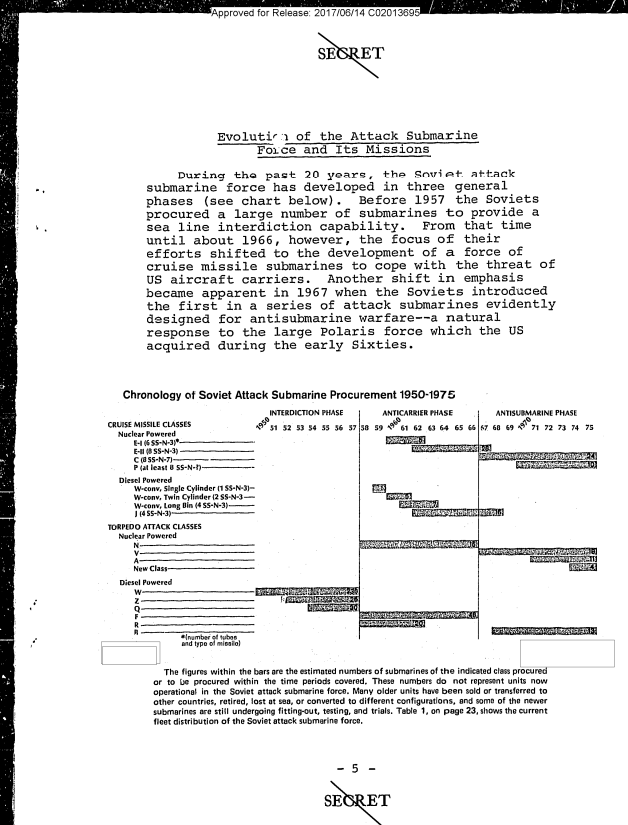 Approved for Release: 2017/06/14 C02013695
SECRET
Evolution of the Attack Submarine
Force and Its Missions
During the past 20 years, the Soviet attack
submarine force has developed in three general
phases (see chart below). Before 1957 the Soviets
procured a large number of submarines to provide a
sea line interdiction capability. From that time
until about 1966, however, the focus of their
efforts shifted to the development of a force of
cruise missile submarines to cope with the threat of
US aircraft carriers. Another shift in emphasis
became apparent in 1967 when the Soviets introduced
the first in a series of attack submarines evidently
designed for antisubmarine warfare--a natural
response to the large Polaris force which the US
acquired during the early Sixties.
Chronology of Soviet Attack Submarine Procurement 1950-1975
INTERDICTION PHASE ANTICARRIER PHASE ANTISUBMARINE PHASE
1950 51 52 53 54 55 56 57 58 59 1960 61 62 63 64 65 66 67 68 69 1970 71 72 73 74 75
CRUISE MISSILE CLASSES
Nuclear Powered
E-I (6 SS-N-3)*
E-II (8 SS-N-3)
C (8 SS-N-7)
P (at least 8 SS-N-?)
Diesel Powered
W-conv, Single Cylinder (1 SS-N-3)
W-conv, Twin Cylinder (2 SS-N-3
W-conv, Long Bin (4 SS-N-3)
J (4 SS-N-3)
TORPEDO ATTACK CLASSES
Nuclear Powered
N
V
A
New Class
Diesel Powered
W
Z
Q
F
R
B
*(number of tubes
and type of missile)
The figures within the bars are the estimated numbers of submarines of the indicated class procured
or to be procured within the time periods covered. These numbers do not represent units now
operational in the Soviet attack submarine force. Many older units have been sold or transferred to
other countries, retired, lost at sea, or converted to different configurations, and some of the newer
submarines are still undergoing fitting-out, testing, and trials. Table 1, on page 23, shows the current
fleet distribution of the Soviet attack submarine force.
- 5 -
SECRET